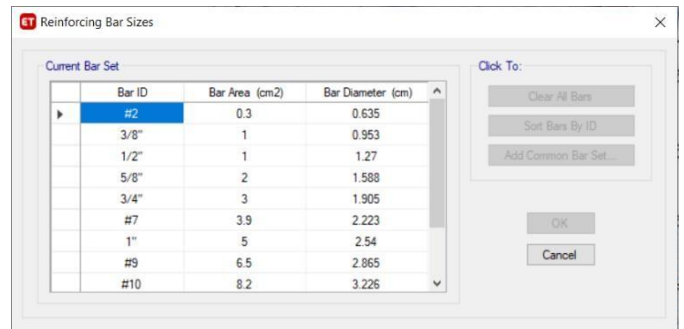 ET Reinforcing Bar Sizes
Current Bar Set
Bar ID Bar Area (cm2) Bar Diameter (cm)
#2 0.3 0.635
3/8" 1 0.953
1/2" 1 1.27
5/8" 2 1.588
3/4" 3 1.905
#7 3.9 2.223
1" 5 2.54
#9 6.5 2.865
#10 8.2 3.226
Click To:
Clear All Bars
Sort Bars By ID
Add Common Bar Set...
OK
Cancel